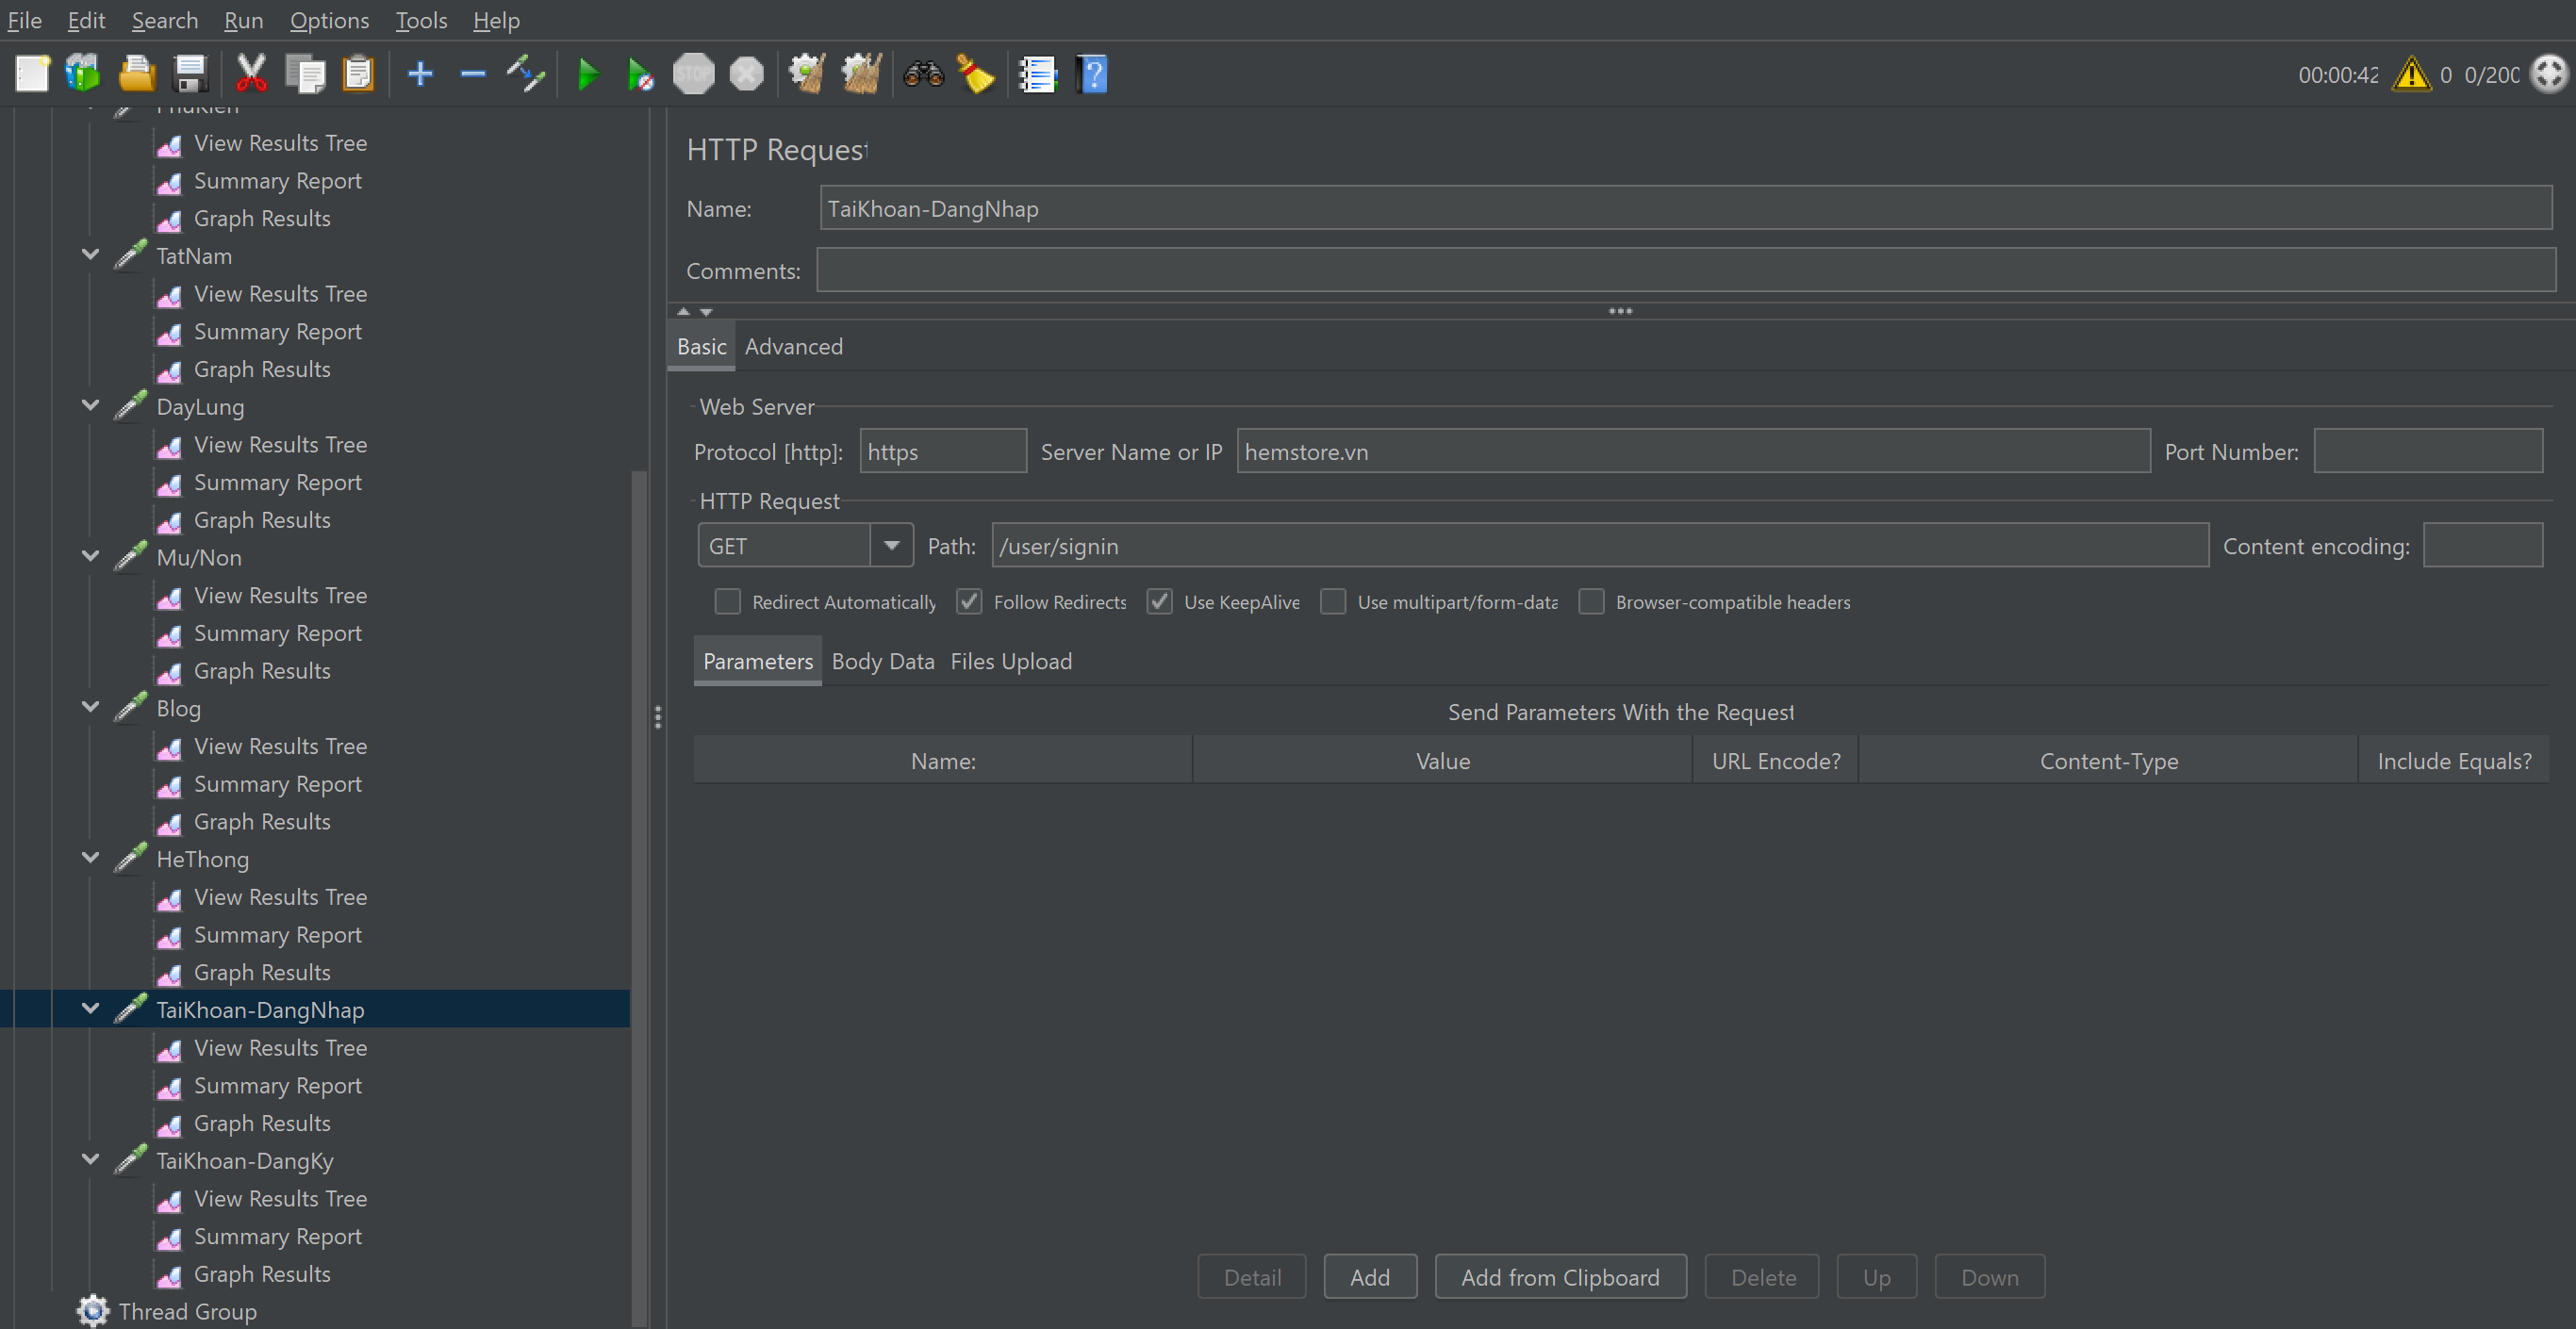 File Edit Search Run Options Tools Help
STOP
00:00:42 0 0/200
View Results Tree
Summary Report
Graph Results
TatNam
View Results Tree
Summary Report
Graph Results
DayLung
View Results Tree
Summary Report
Graph Results
Mu/Non
View Results Tree
Summary Report
Graph Results
Blog
View Results Tree
Summary Report
Graph Results
HeThong
View Results Tree
Summary Report
Graph Results
TaiKhoan-DangNhap
View Results Tree
Summary Report
Graph Results
TaiKhoan-DangKy
View Results Tree
Summary Report
Graph Results
Thread Group
HTTP Request
Name: TaiKhoan-DangNhap
Comments:
Basic Advanced
Web Server
Protocol [http]: https Server Name or IP hemstore.vn Port Number:
HTTP Request
GET Path: /user/signin Content encoding:
Redirect Automatically Follow Redirects Use KeepAlive Use multipart/form-data Browser-compatible headers
Parameters Body Data Files Upload
Send Parameters With the Request
Name: Value URL Encode? Content-Type Include Equals?
Detail Add Add from Clipboard Delete Up Down